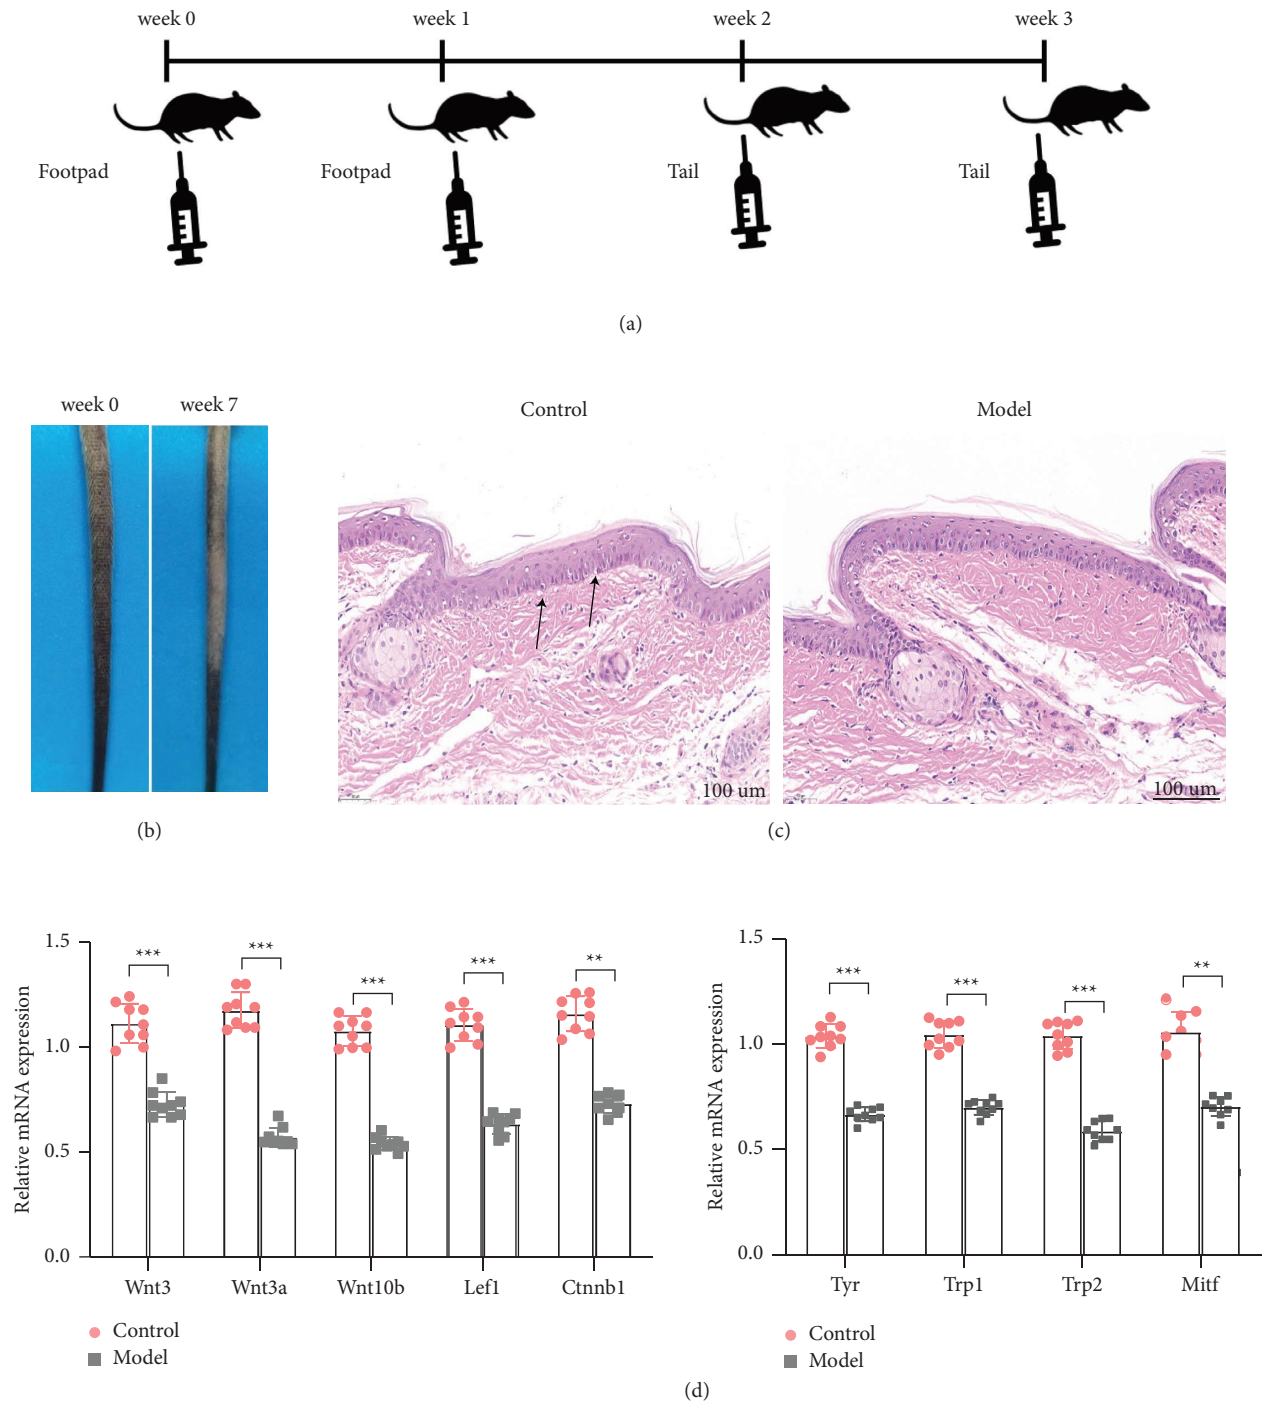 week 0 week 1 week 2 week 3
Footpad Footpad Tail Tail
(a)
week 0 week 7
Control Model
100 um 100 um
(b) (c)
Relative mRNA expression
1.5
1.0
0.5
0.0
*** *** *** *** **
Wnt3 Wnt3a Wnt10b Lef1 Ctnnb1
Control
Model
Relative mRNA expression
1.5
1.0
0.5
0.0
*** *** *** **
Tyr Trp1 Trp2 Mitf
Control
Model
(d)